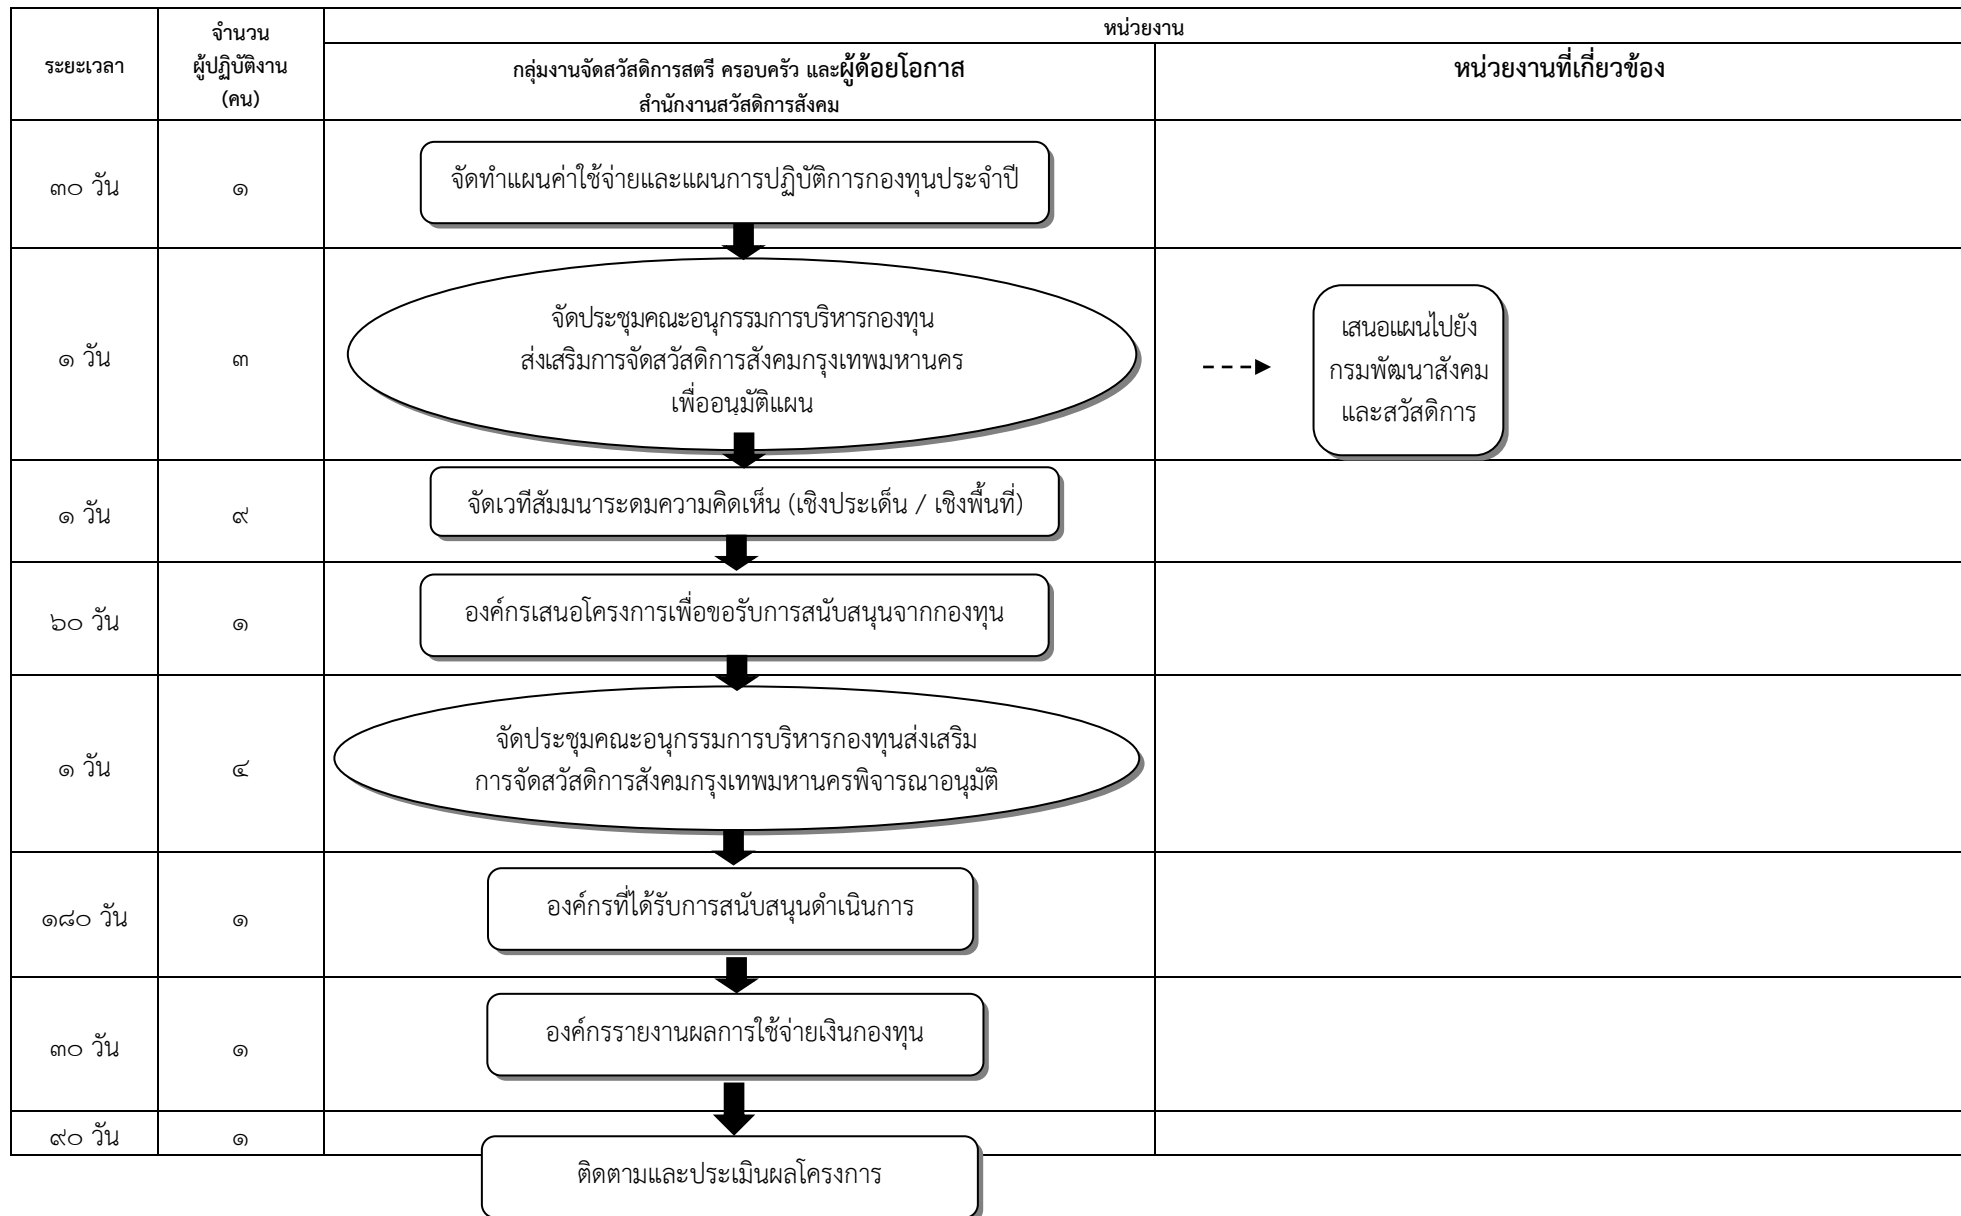 ระยะเวลา
จำนวน
ผู้ปฏิบัติงาน
(คน)
หน่วยงาน
กลุ่มงานจัดสวัสดิการสตรี ครอบครัว และผู้ด้อยโอกาส
สำนักงานสวัสดิการสังคม
หน่วยงานที่เกี่ยวข้อง
๓๐ วัน
๑
จัดทำแผนค่าใช้จ่ายและแผนการปฏิบัติการกองทุนประจำปี
๑ วัน
๓
จัดประชุมคณะอนุกรรมการบริหารกองทุน
ส่งเสริมการจัดสวัสดิการสังคมกรุงเทพมหานคร
เพื่ออนุมัติแผน
เสนอแผนไปยัง
กรมพัฒนาสังคม
และสวัสดิการ
๑ วัน
๙
จัดเวทีสัมมนาระดมความคิดเห็น (เชิงประเด็น / เชิงพื้นที่)
๖๐ วัน
๑
องค์กรเสนอโครงการเพื่อขอรับการสนับสนุนจากกองทุน
๑ วัน
๔
จัดประชุมคณะอนุกรรมการบริหารกองทุนส่งเสริม
การจัดสวัสดิการสังคมกรุงเทพมหานครพิจารณาอนุมัติ
๑๘๐ วัน
๑
องค์กรที่ได้รับการสนับสนุนดำเนินการ
๓๐ วัน
๑
องค์กรรายงานผลการใช้จ่ายเงินกองทุน
๙๐ วัน
๑
ติดตามและประเมินผลโครงการ